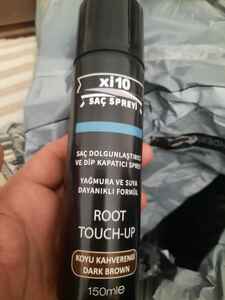 xi10
SAÇ SPREYİ
SAÇ DOLGUNLAŞTIRICI
VE DİP KAPATICI SPREY
YAĞMURA VE SUYA
DAYANIKLI FORMÜL
ROOT
TOUCH-UP
KOYU KAHVERENGİ
DARK BROWN
150ml℮